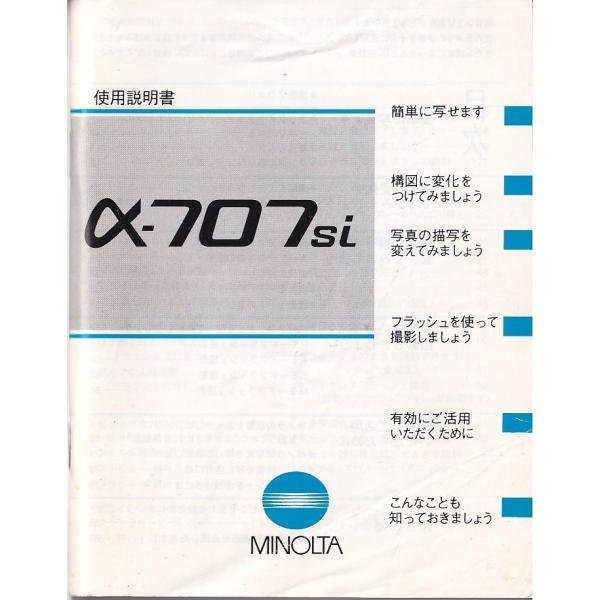 使用説明書
α-707si
簡単に写せます
構図に変化を
つけてみましょう
写真の描写を
変えてみましょう
フラッシュを使って
撮影しましょう
有効にご活用
いただくために
こんなことも
知っておきましょう
MINOLTA